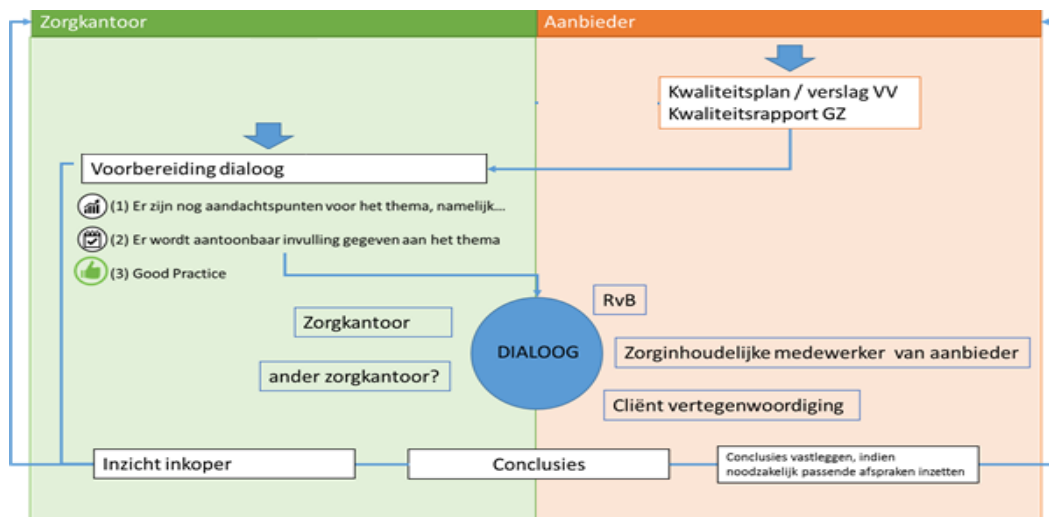 Zorgkantoor
Aanbieder
Kwaliteitsplan / verslag VV
Kwaliteitsrapport GZ
Voorbereiding dialoog
(1) Er zijn nog aandachtspunten voor het thema, namelijk...
(2) Er wordt aantoonbaar invulling gegeven aan het thema
(3) Good Practice
RvB
Zorgkantoor
DIALOOG
Zorginhoudelijke medewerker van aanbieder
ander zorgkantoor?
Cliënt vertegenwoordiging
Inzicht inkoper
Conclusies
Conclusies vastleggen, indien
noodzakelijk passende afspraken inzetten